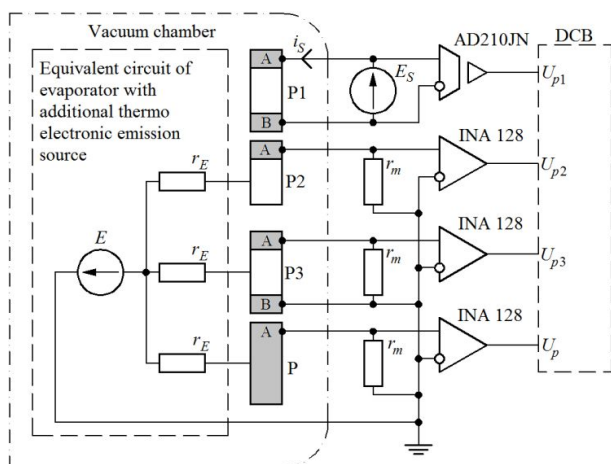 Vacuum chamber
DCB
AD210JN
Equivalent circuit of
evaporator with
additional thermo
electronic emission
source
A
P1
B
i_S
E_S
U_p1
INA 128
A
P2
r_E
r_m
U_p2
INA 128
A
P3
B
r_E
r_m
U_p3
E
INA 128
A
P
r_E
r_m
U_p